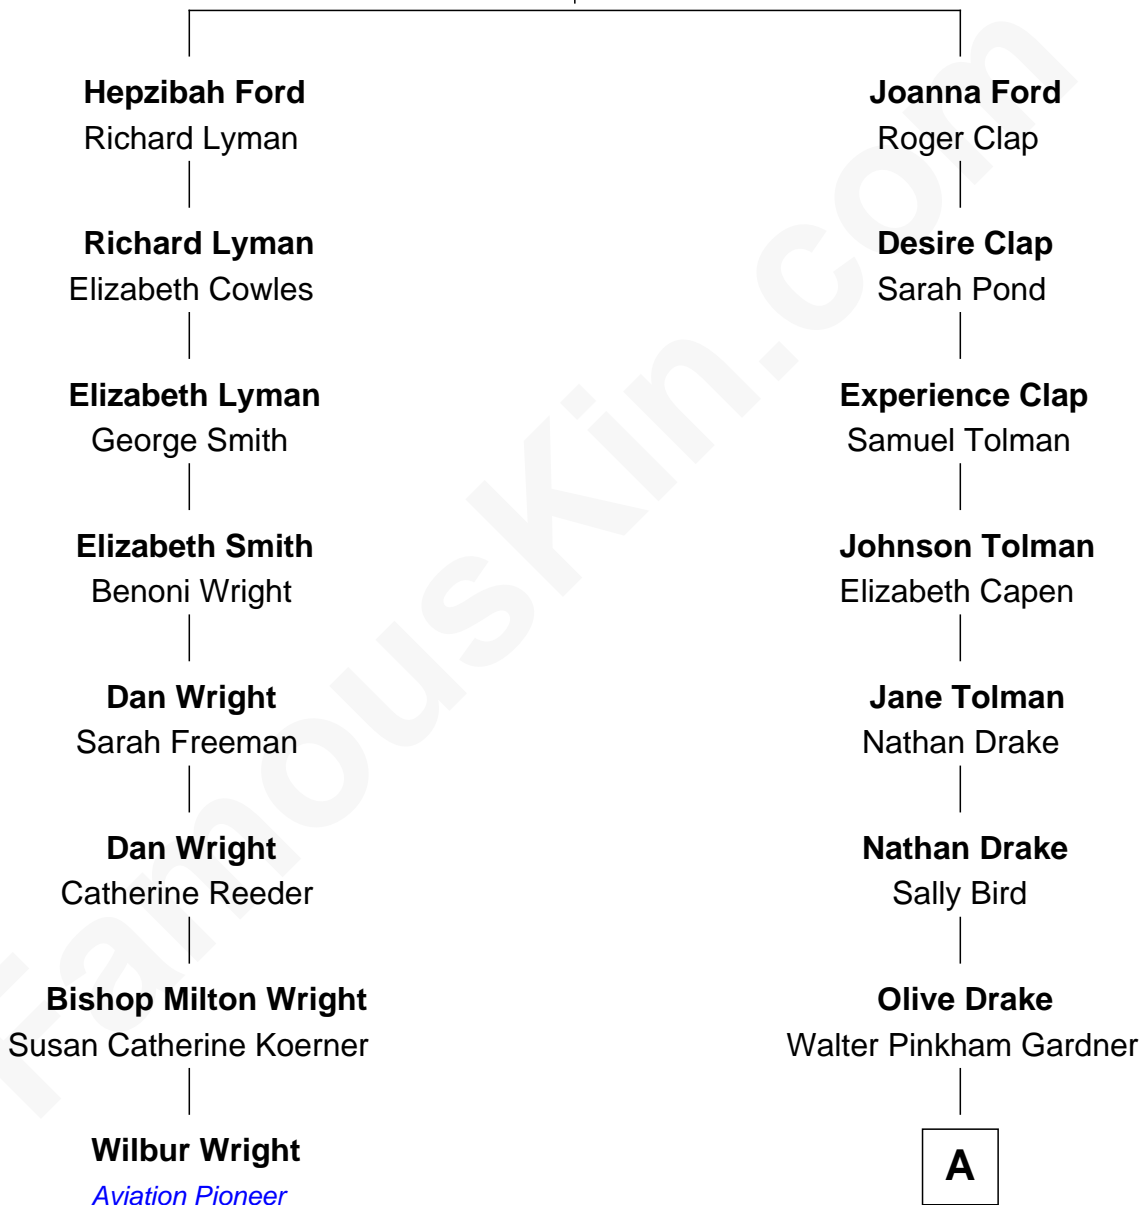 Hepzibah Ford
Richard Lyman
Richard Lyman
Elizabeth Cowles
Elizabeth Lyman
George Smith
Elizabeth Smith
Benoni Wright
Dan Wright
Sarah Freeman
Dan Wright
Catherine Reeder
Bishop Milton Wright
Susan Catherine Koerner
Wilbur Wright
Aviation Pioneer
Joanna Ford
Roger Clap
Desire Clap
Sarah Pond
Experience Clap
Samuel Tolman
Johnson Tolman
Elizabeth Capen
Jane Tolman
Nathan Drake
Nathan Drake
Sally Bird
Olive Drake
Walter Pinkham Gardner
A
FamousKin.com